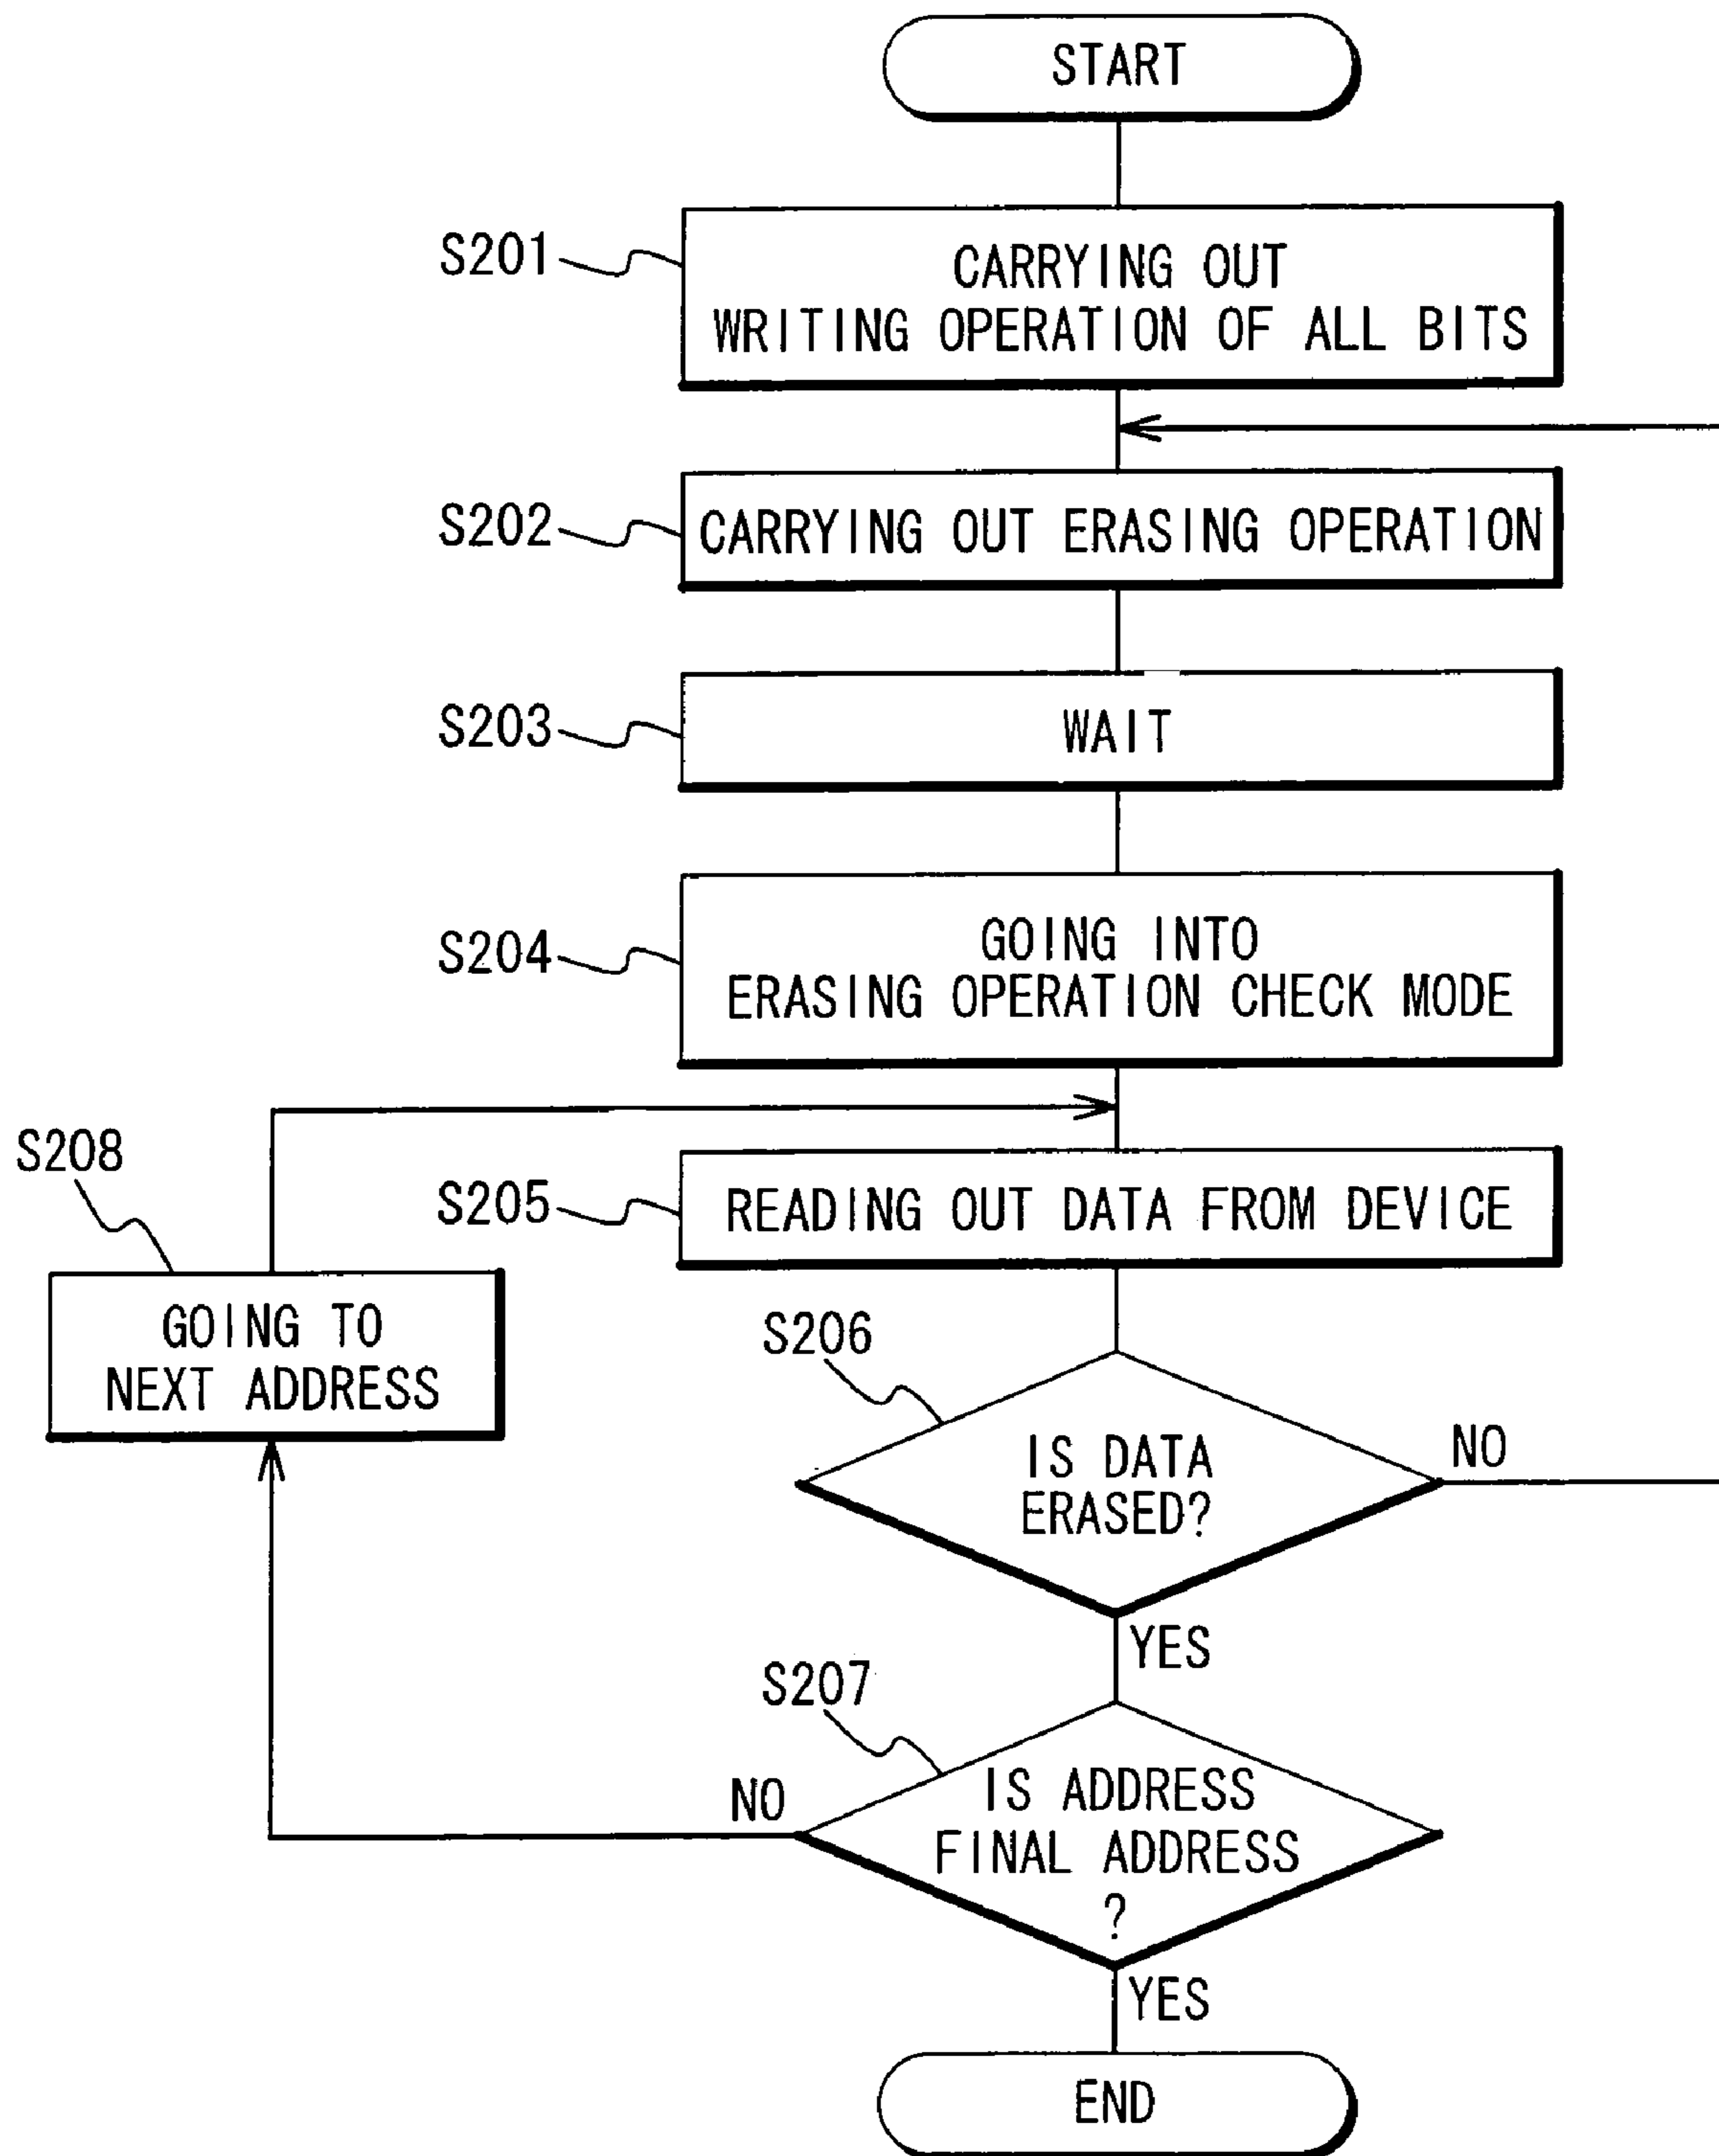 START
S201
CARRYING OUT
WRITING OPERATION OF ALL BITS
S202
CARRYING OUT ERASING OPERATION
S203
WAIT
S204
GOING INTO
ERASING OPERATION CHECK MODE
S208
GOING TO
NEXT ADDRESS
S205
READING OUT DATA FROM DEVICE
S206
IS DATA
ERASED?
NO
YES
S207
IS ADDRESS
FINAL ADDRESS
?
NO
YES
END